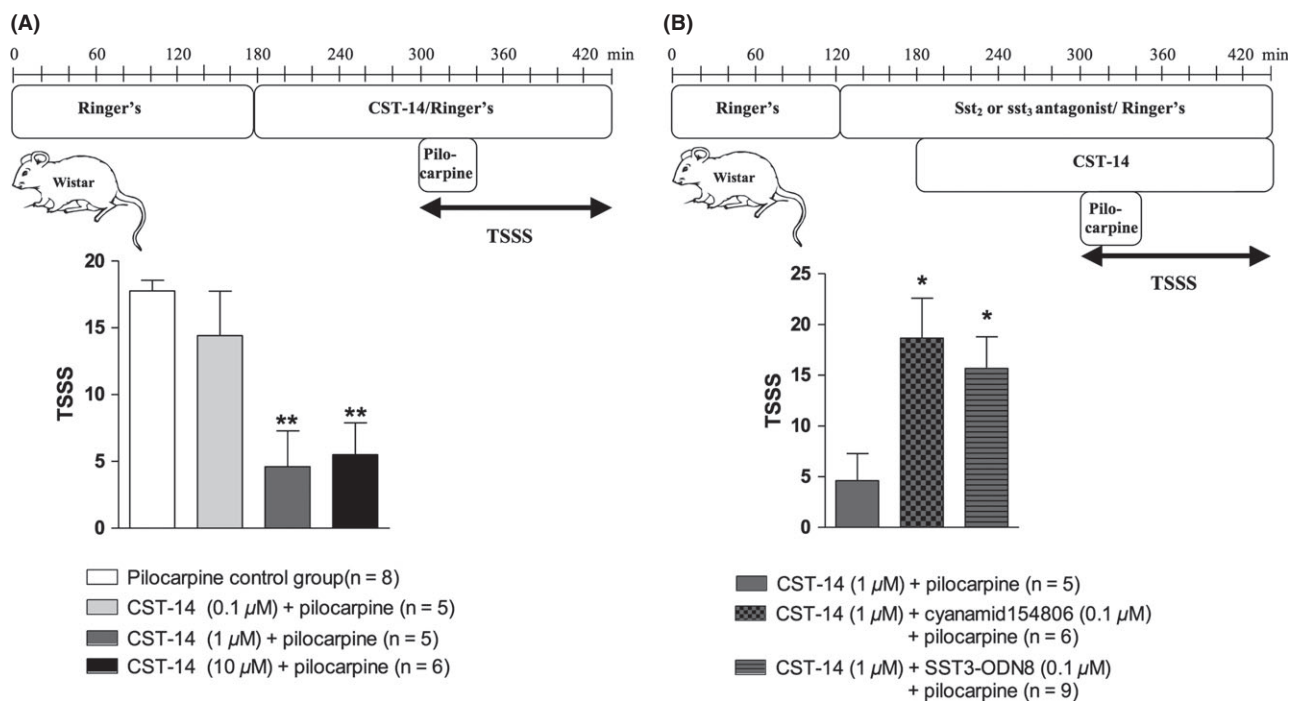 (A)
0 60 120 180 240 300 360 420 min
Ringer's
CST-14/Ringer's
Pilo-
carpine
Wistar
TSSS
20
15
10
5
0
TSSS
**
**
Pilocarpine control group(n = 8)
CST-14 (0.1 µM) + pilocarpine (n = 5)
CST-14 (1 µM) + pilocarpine (n = 5)
CST-14 (10 µM) + pilocarpine (n = 6)
(B)
0 60 120 180 240 300 360 420 min
Ringer's
Sst₂ or sst₃ antagonist/ Ringer's
CST-14
Wistar
Pilo-
carpine
TSSS
25
20
15
10
5
0
TSSS
*
*
CST-14 (1 µM) + pilocarpine (n = 5)
CST-14 (1 µM) + cyanamid154806 (0.1 µM)
+ pilocarpine (n = 6)
CST-14 (1 µM) + SST3-ODN8 (0.1 µM)
+ pilocarpine (n = 9)